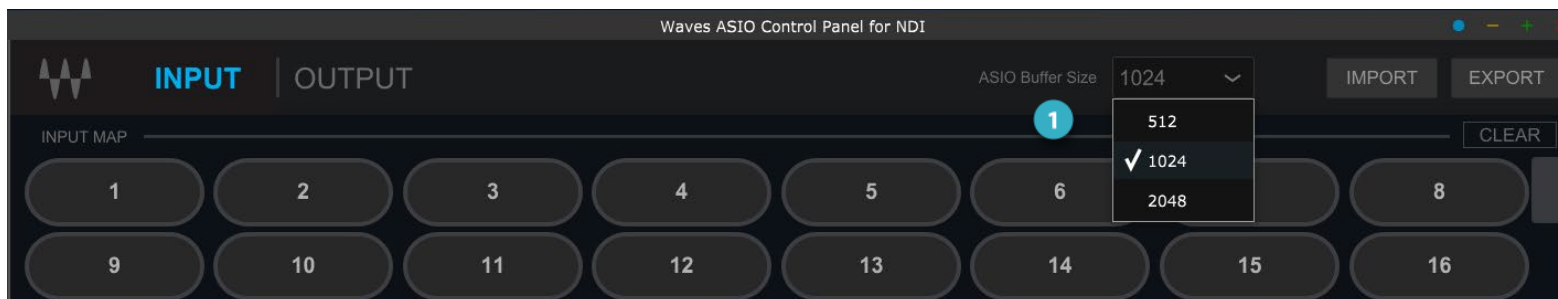 Waves ASIO Control Panel for NDI
INPUT OUTPUT ASIO Buffer Size 1024 IMPORT EXPORT
1 512
INPUT MAP CLEAR
1024
2048
1 2 3 4 5 6 8
9 10 11 12 13 14 15 16